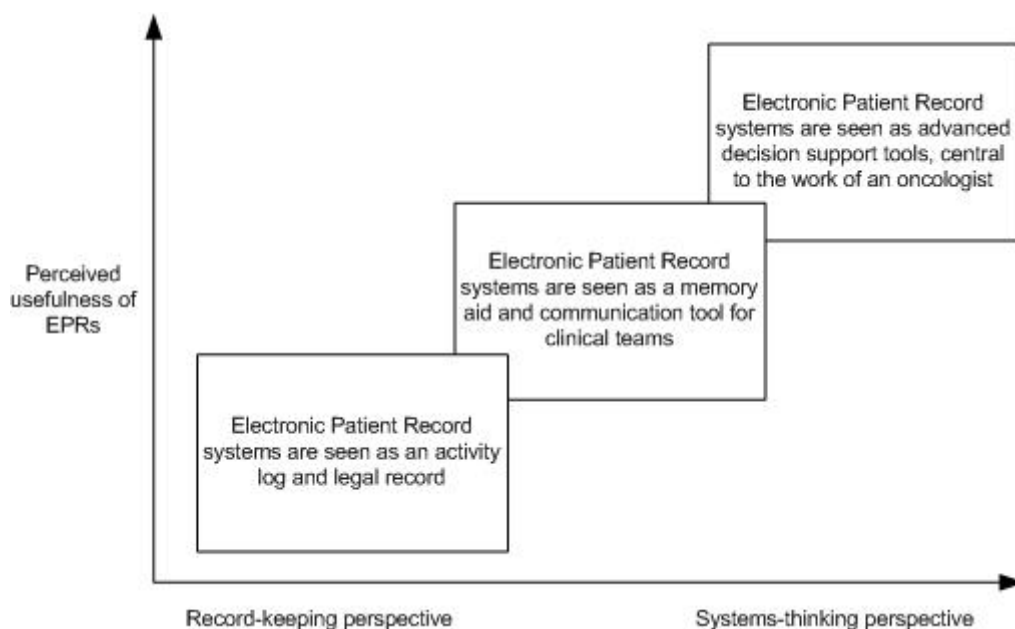 Electronic Patient Record
systems are seen as advanced
decision support tools, central
to the work of an oncologist
Electronic Patient Record
systems are seen as a memory
aid and communication tool for
clinical teams
Perceived
usefulness of
EPRs
Electronic Patient Record
systems are seen as an activity
log and legal record
Record-keeping perspective
Systems-thinking perspective